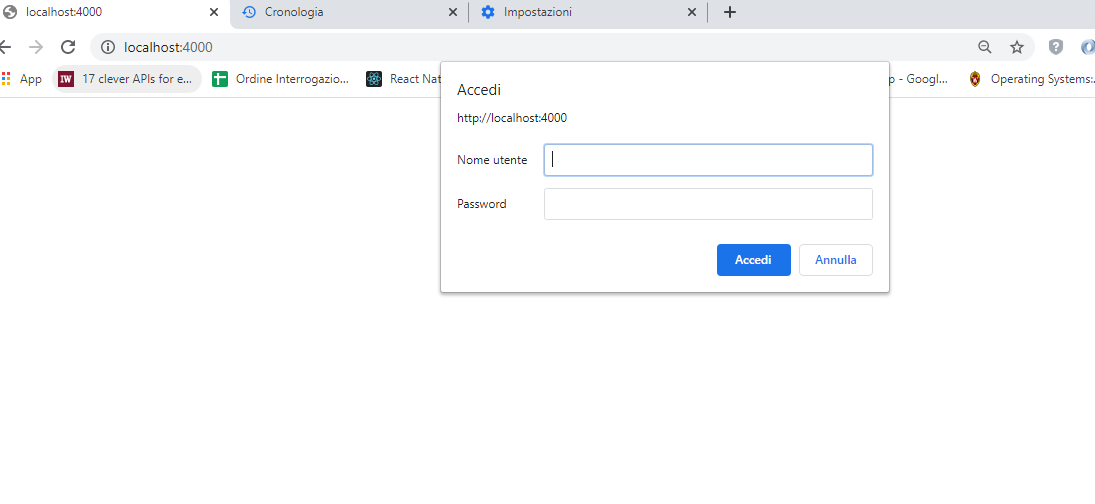 localhost:4000
Cronologia
Impostazioni
localhost:4000
App
17 clever APIs for e...
Ordine Interrogazio...
React Nat
p - Googl...
Operating Systems:
Accedi
http://localhost:4000
Nome utente
Password
Accedi
Annulla